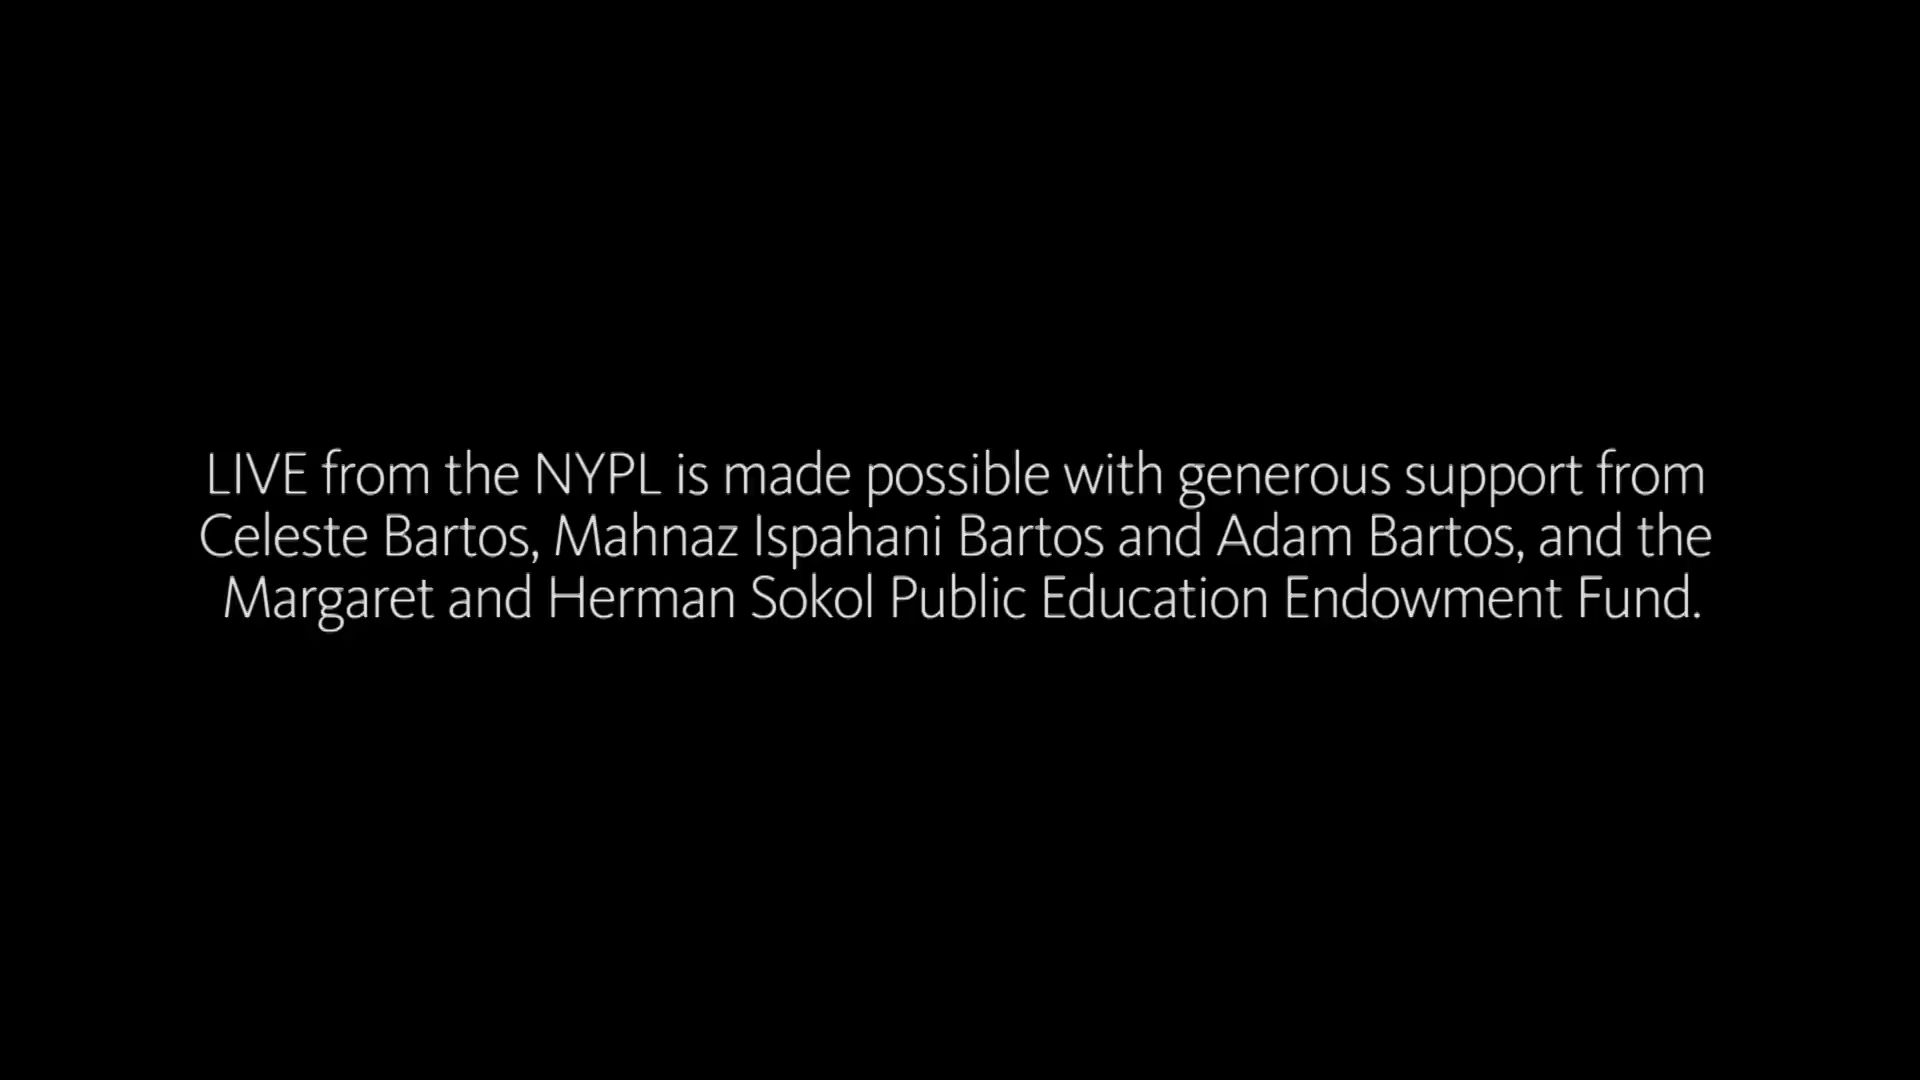 LIVE from the NYPL is made possible with generous support from
Celeste Bartos, Mahnaz Ispahani Bartos and Adam Bartos, and the
Margaret and Herman Sokol Public Education Endowment Fund.